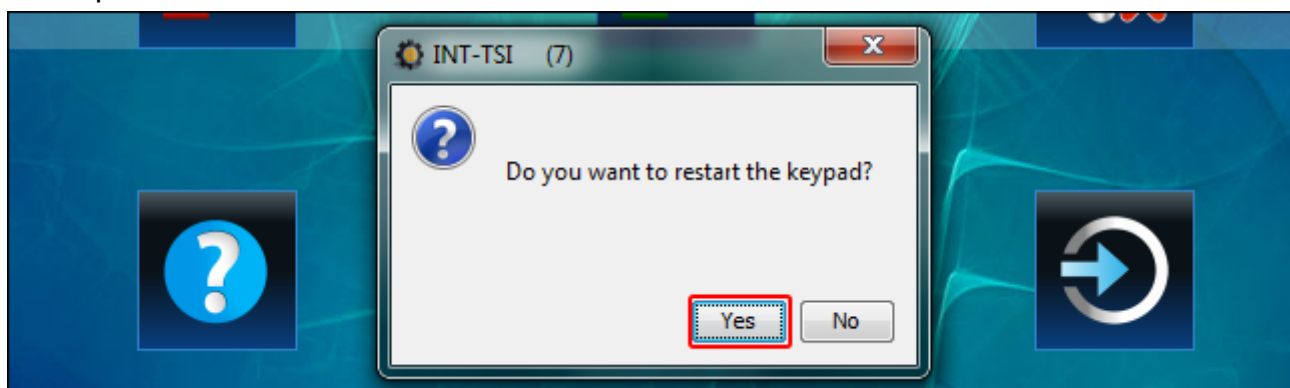 INT-TSI (7)
Do you want to restart the keypad?
Yes
No